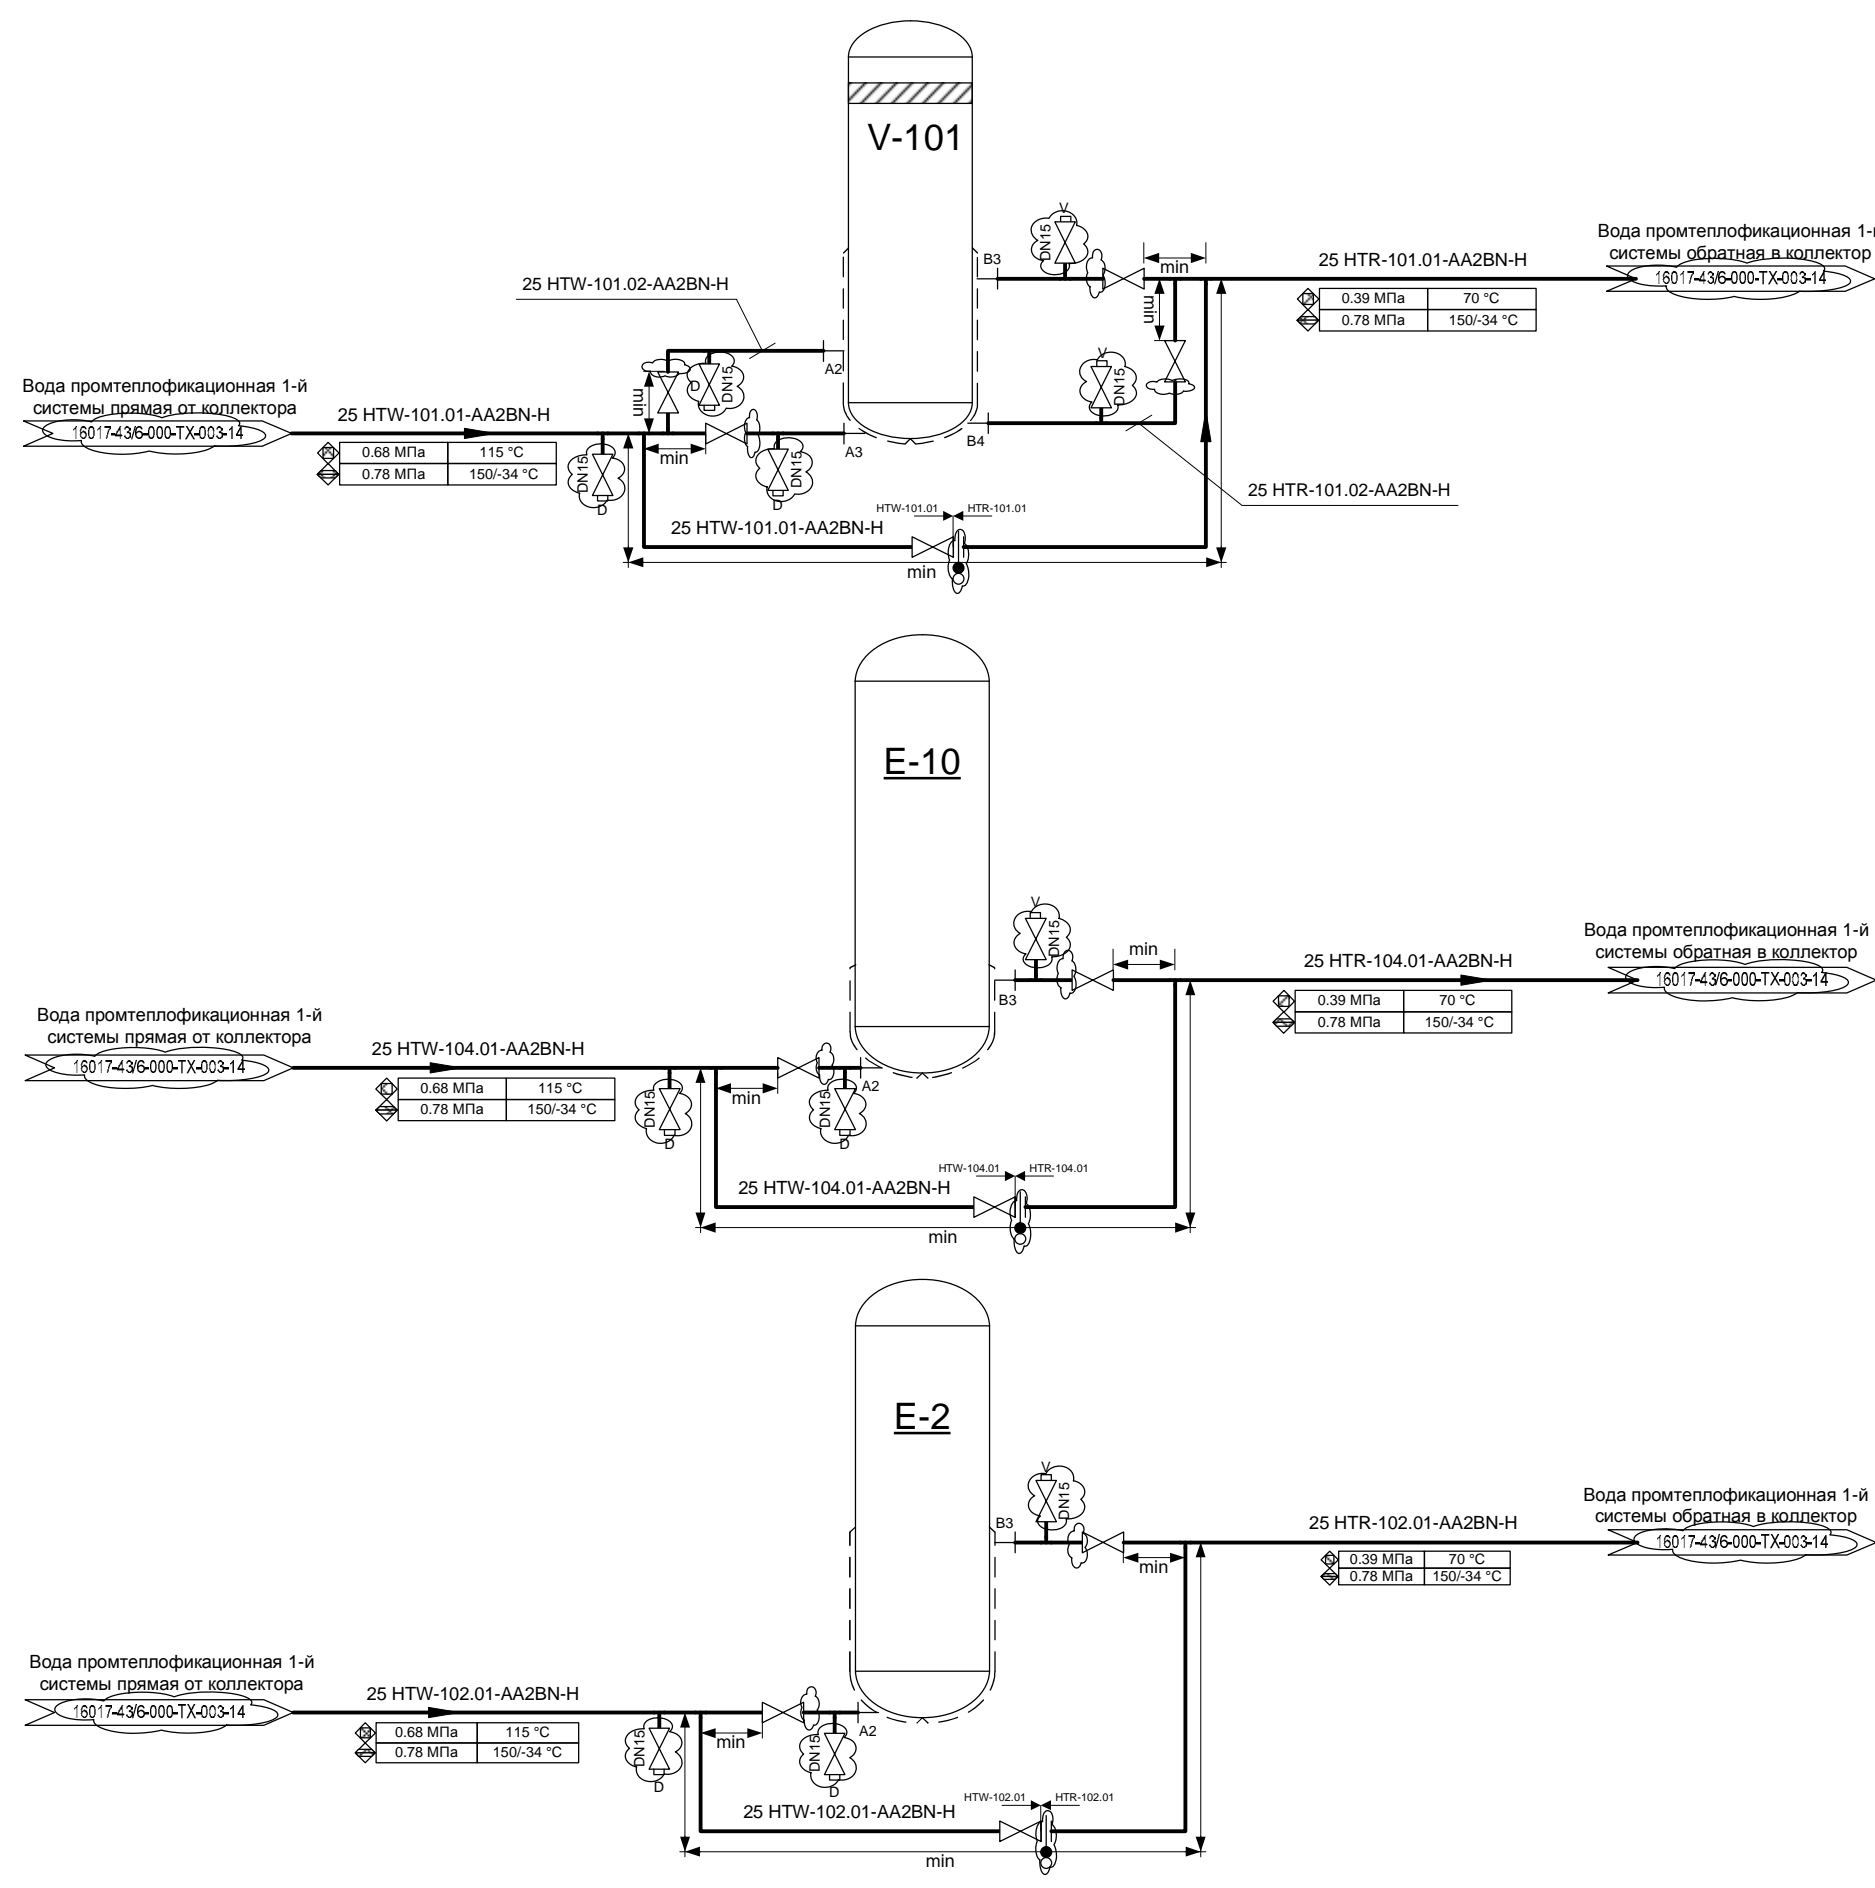 V-101
V
DN15
B3
min
25 HTR-101.01-AA2BN-H
Вода промтеплофикационная 1-
системы обратная в коллектор
16017-43/6-000-ТХ-003-14
0.39 МПа 70 °C
0.78 МПа 150/-34 °C
min
25 HTW-101.02-AA2BN-H
A2
D
DN15
min
V
DN15
Вода промтеплофикационная 1-й
системы прямая от коллектора
16017-43/6-000-ТХ-003-14
25 HTW-101.01-AA2BN-H
0.68 МПа 115 °C
0.78 МПа 150/-34 °C
DN15
D
min
DN15
D
A3
B4
25 HTR-101.02-AA2BN-H
HTW-101.01 HTR-101.01
25 HTW-101.01-AA2BN-H
min
E-10
V
DN15
B3
min
25 HTR-104.01-AA2BN-H
Вода промтеплофикационная 1-й
системы обратная в коллектор
16017-43/6-000-ТХ-003-14
0.39 МПа 70 °C
0.78 МПа 150/-34 °C
Вода промтеплофикационная 1-й
системы прямая от коллектора
16017-43/6-000-ТХ-003-14
25 HTW-104.01-AA2BN-H
0.68 МПа 115 °C
0.78 МПа 150/-34 °C
DN15
D
min
DN15
D
A2
HTW-104.01 HTR-104.01
25 HTW-104.01-AA2BN-H
min
E-2
V
DN15
B3
min
25 HTR-102.01-AA2BN-H
Вода промтеплофикационная 1-й
системы обратная в коллектор
16017-43/6-000-ТХ-003-14
0.39 МПа 70 °C
0.78 МПа 150/-34 °C
Вода промтеплофикационная 1-й
системы прямая от коллектора
16017-43/6-000-ТХ-003-14
25 HTW-102.01-AA2BN-H
0.68 МПа 115 °C
0.78 МПа 150/-34 °C
DN15
D
min
DN15
D
A2
HTW-102.01 HTR-102.01
25 HTW-102.01-AA2BN-H
min